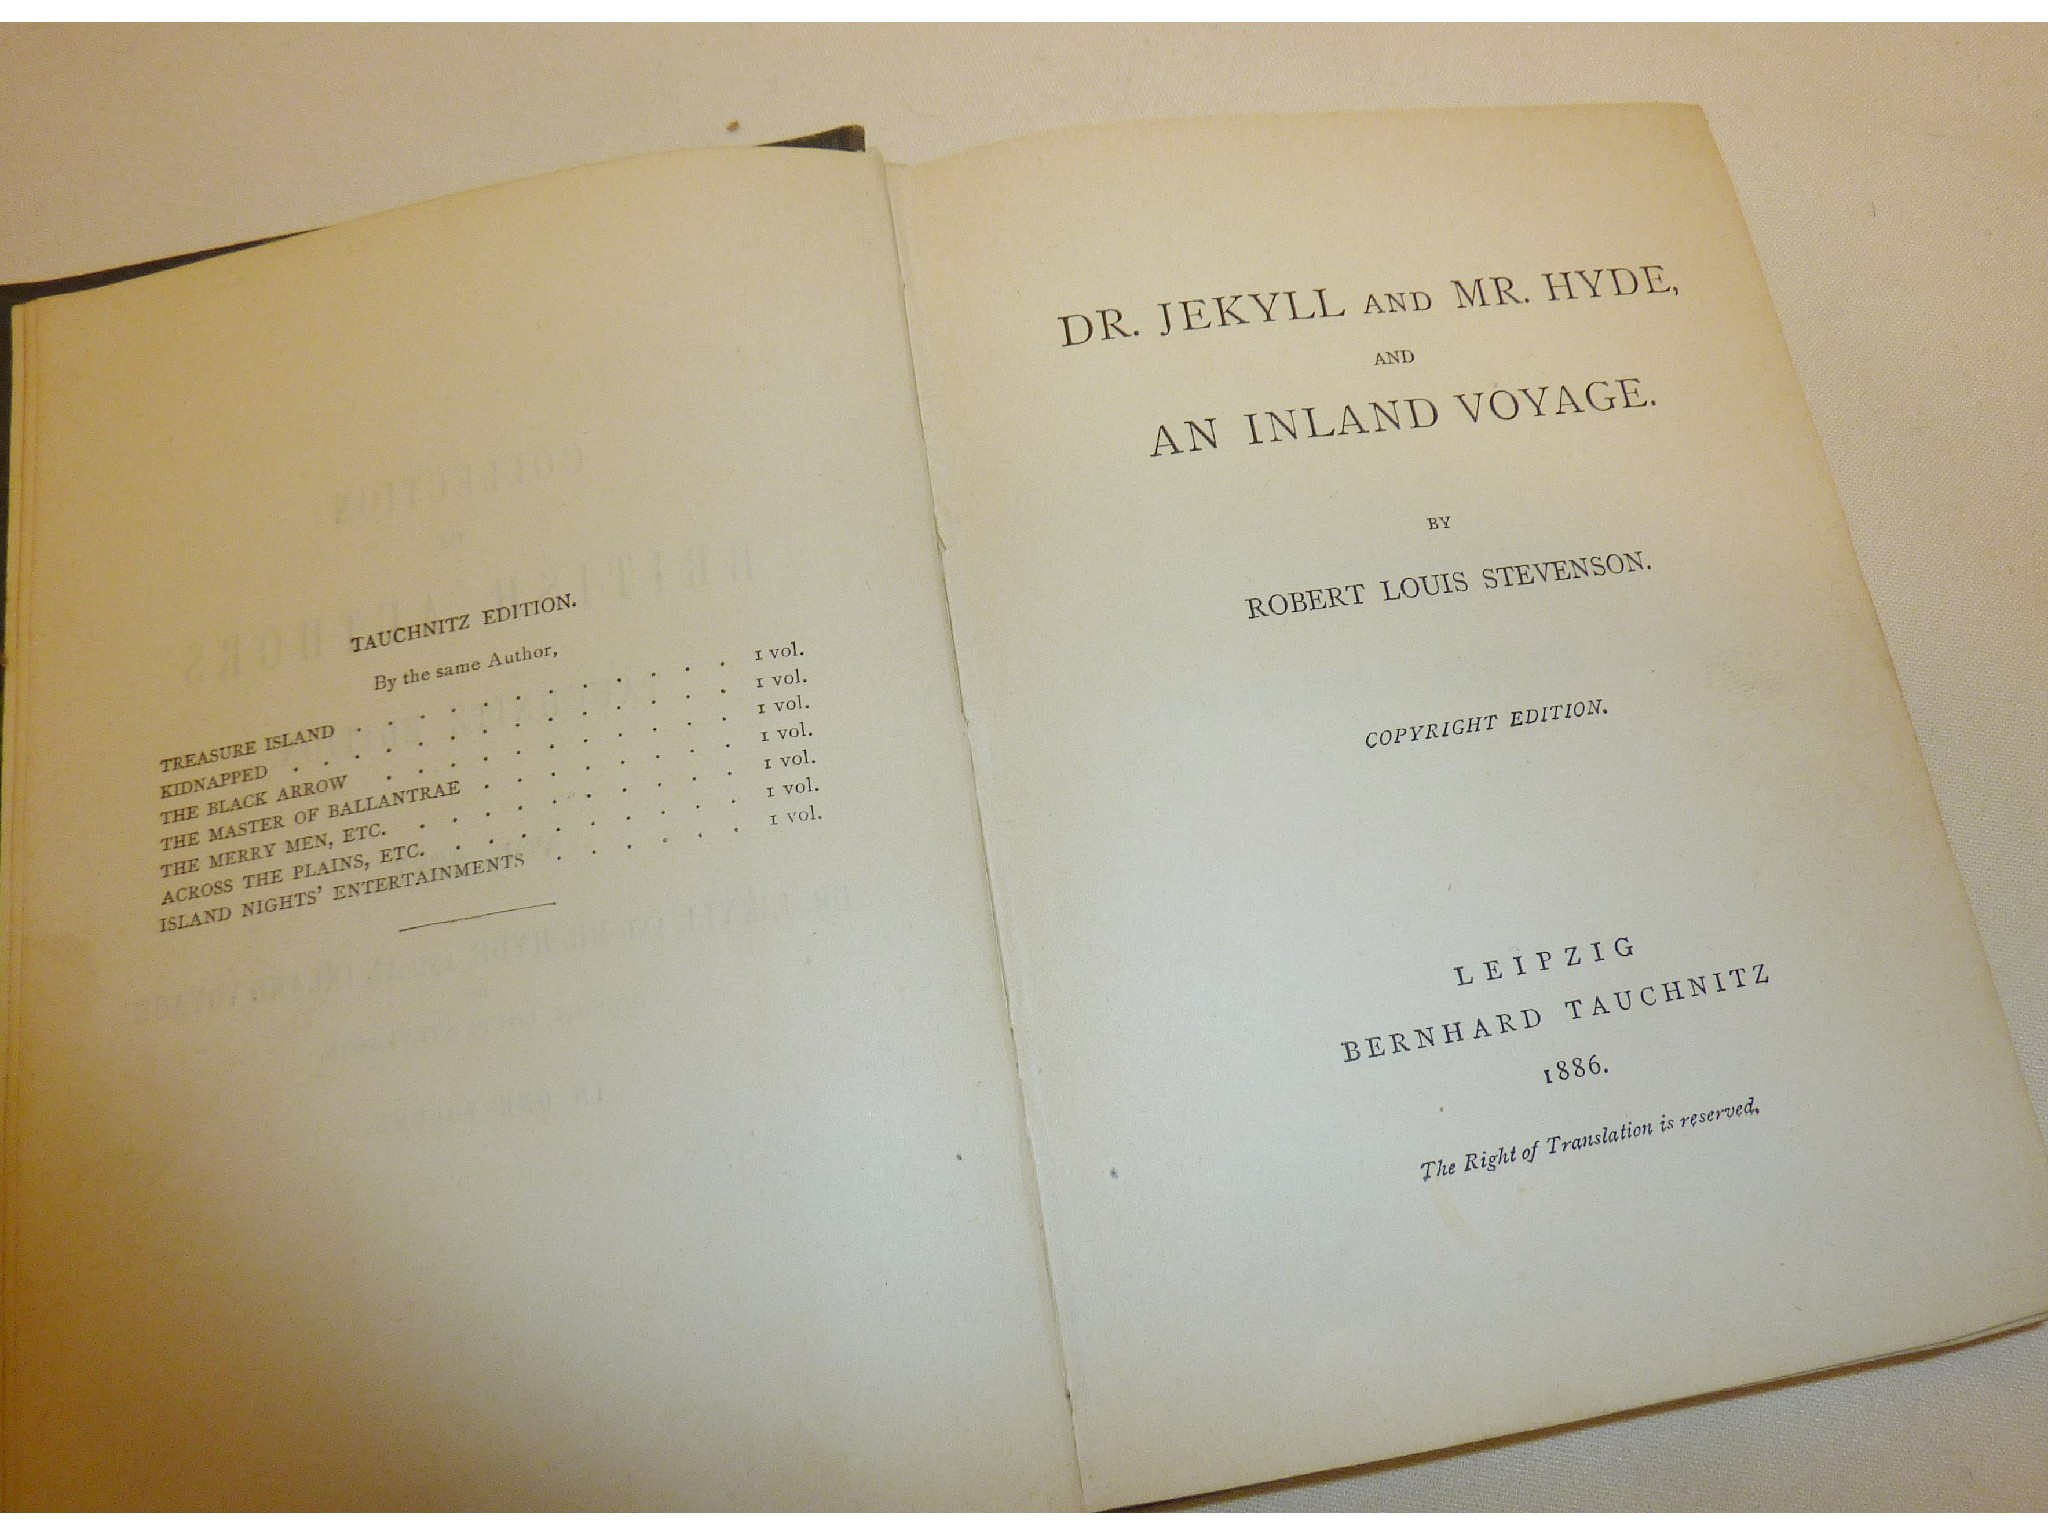 TAUCHNITZ EDITION.
By the same Author,
TREASURE ISLAND . . . . . . . . . . . . 1 vol.
KIDNAPPED . . . . . . . . . . . . . . 1 vol.
THE BLACK ARROW . . . . . . . . . . . 1 vol.
THE MASTER OF BALLANTRAE . . . . . . . . 1 vol.
THE MERRY MEN, ETC. . . . . . . . . . . 1 vol.
ACROSS THE PLAINS, ETC. . . . . . . . . . 1 vol.
ISLAND NIGHTS' ENTERTAINMENTS . . . . . . 1 vol.
DR. JEKYLL AND MR. HYDE,
AND
AN INLAND VOYAGE.
BY
ROBERT LOUIS STEVENSON.
COPYRIGHT EDITION.
LEIPZIG
BERNHARD TAUCHNITZ
1886.
The Right of Translation is reserved.